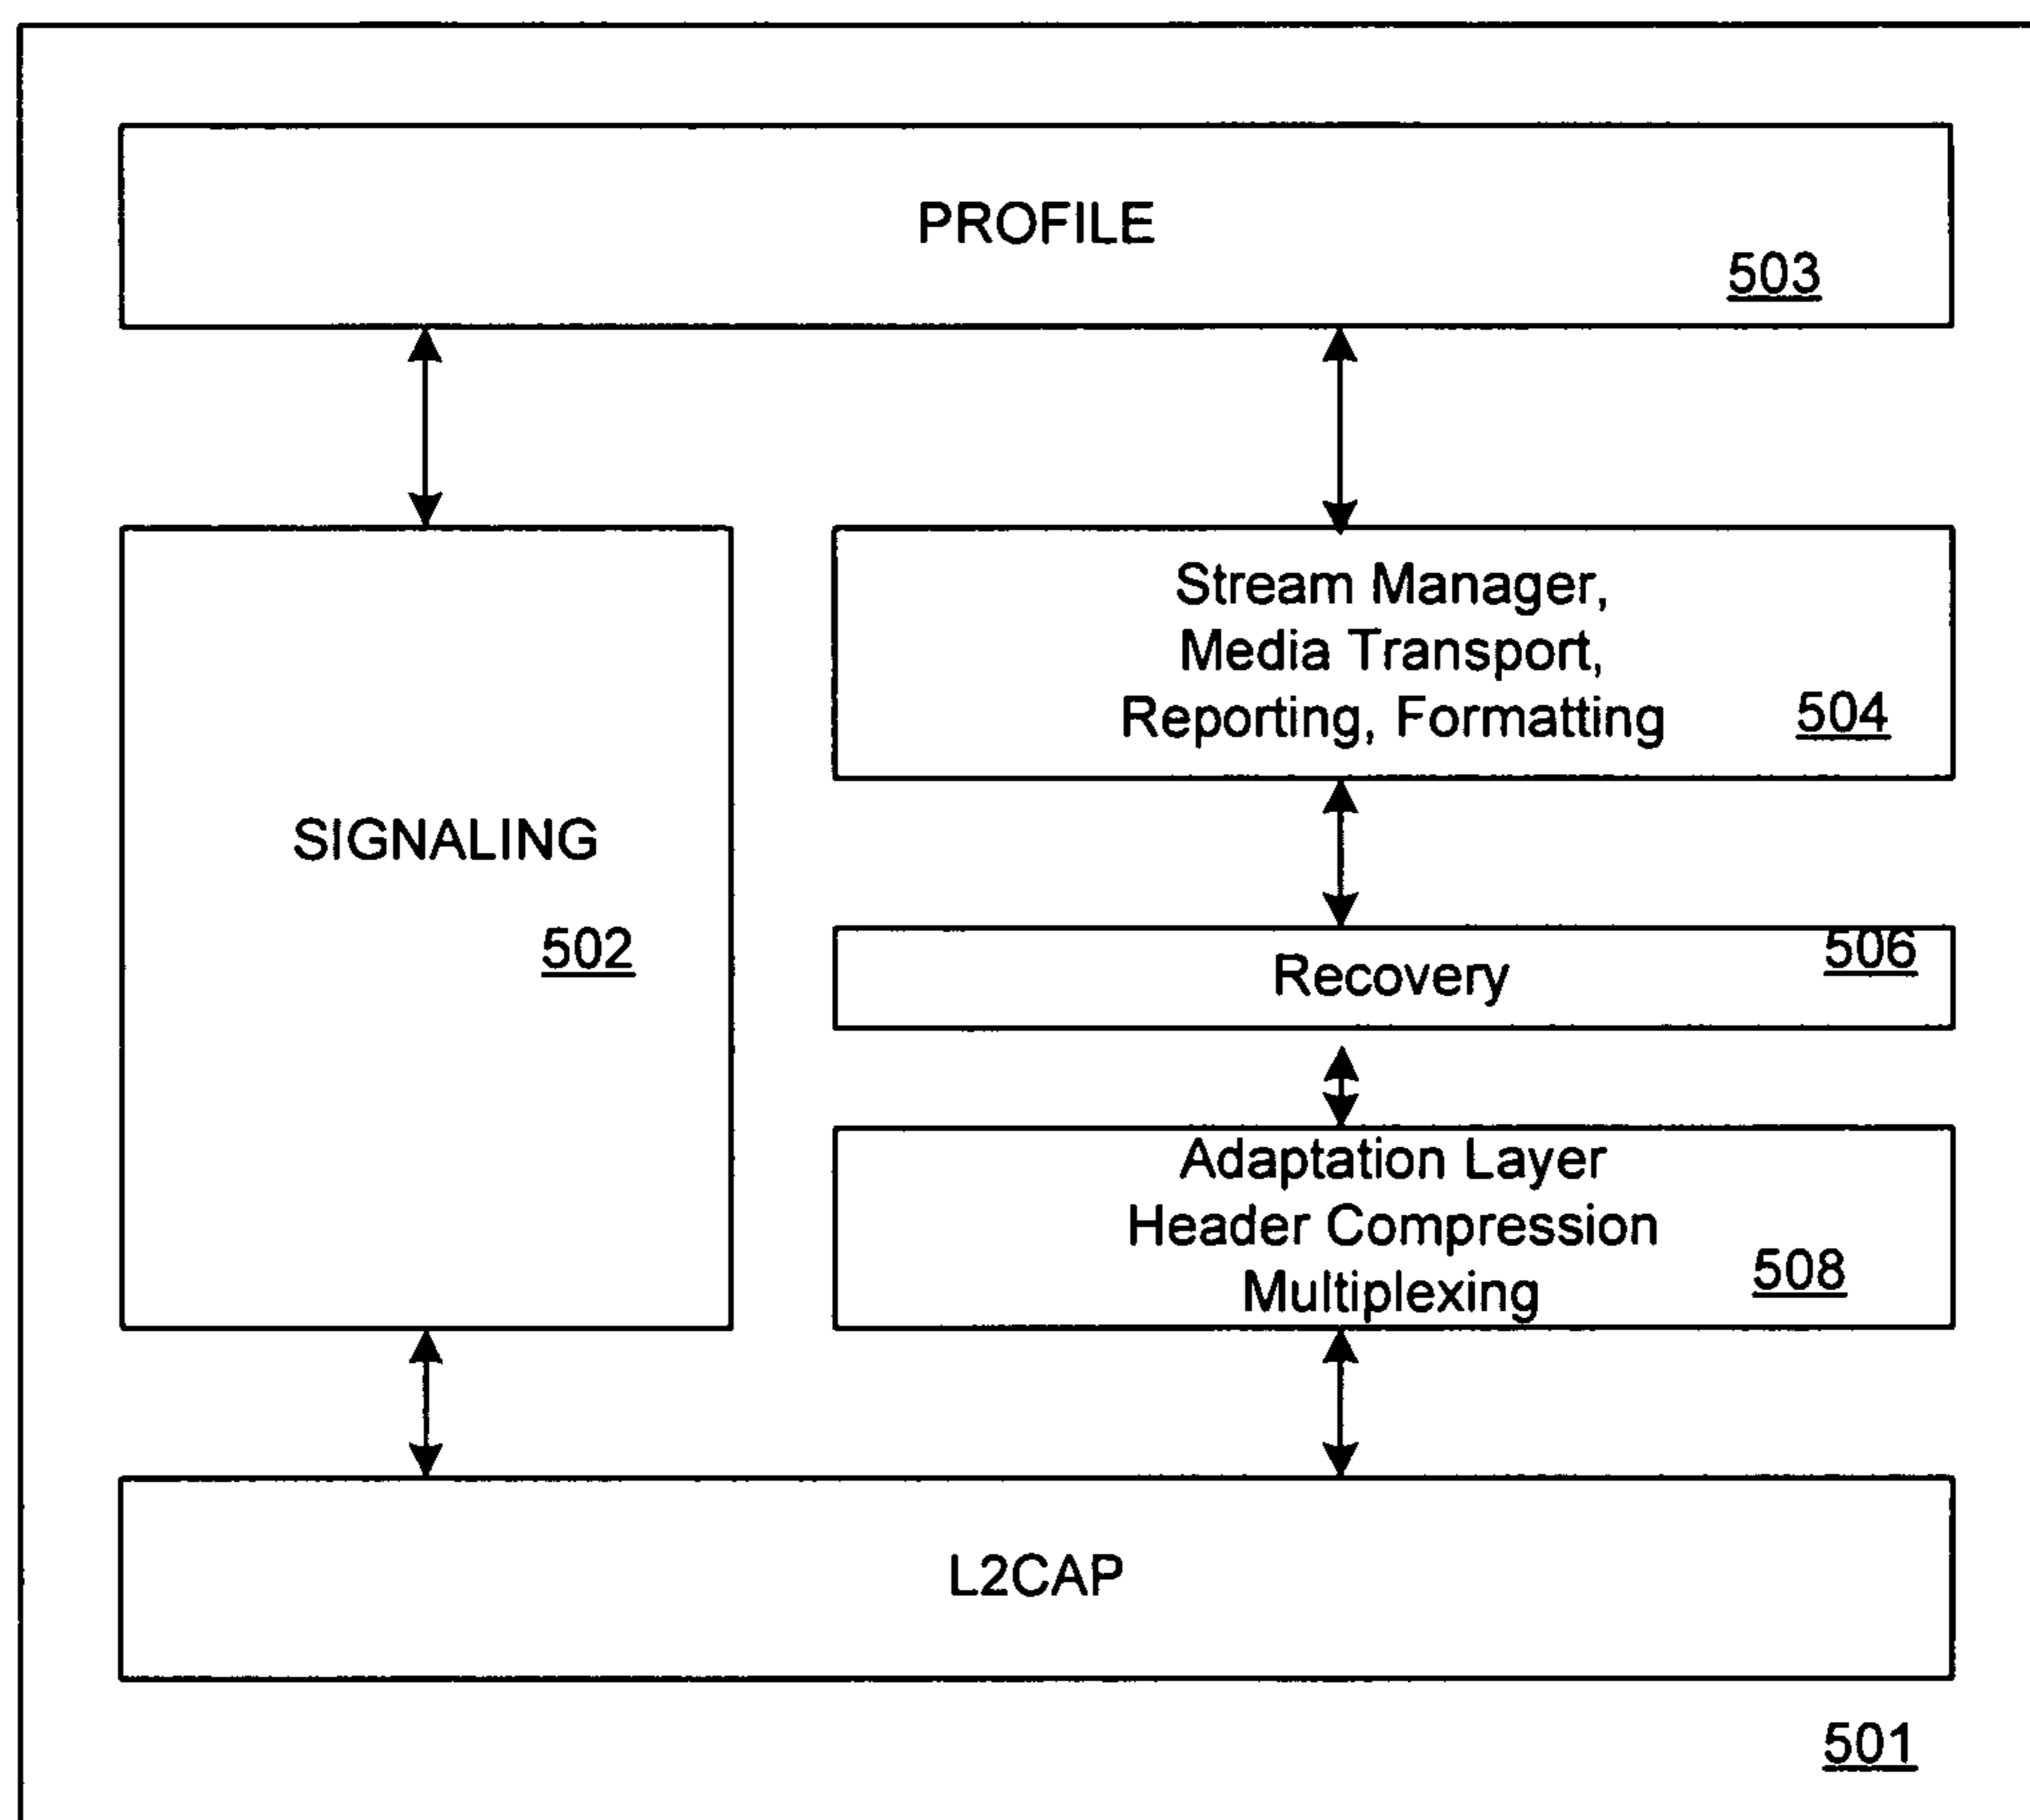 PROFILE
503
Stream Manager,
Media Transport,
Reporting, Formatting
504
SIGNALING
502
506
Recovery
Adaptation Layer
Header Compression
Multiplexing
508
L2CAP
501